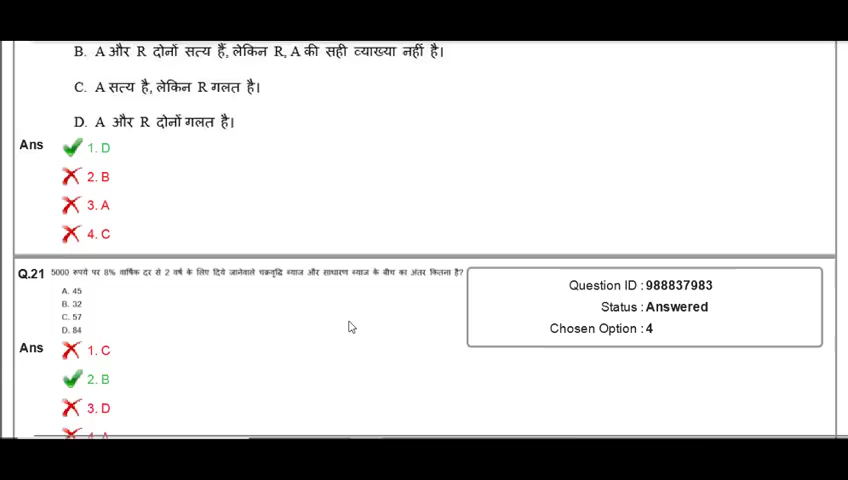 B. A और R दोनों सत्य हैं, लेकिन R, A की सही व्याख्या नहीं है।
C. A सत्य है, लेकिन R गलत है।
D. A और R दोनों गलत है।
Ans
1. D
2. B
3. A
4. C
Q.21 5000 रुपये पर 8% वार्षिक दर से 2 वर्ष के लिए दिये जानेवाले चक्रवृद्धि ब्याज और साधारण ब्याज के बीच का अंतर कितना है?
A. 45
B. 32
C. 57
D. 84
Question ID : 988837983
Status : Answered
Chosen Option : 4
Ans
1. C
2. B
3. D
4. A